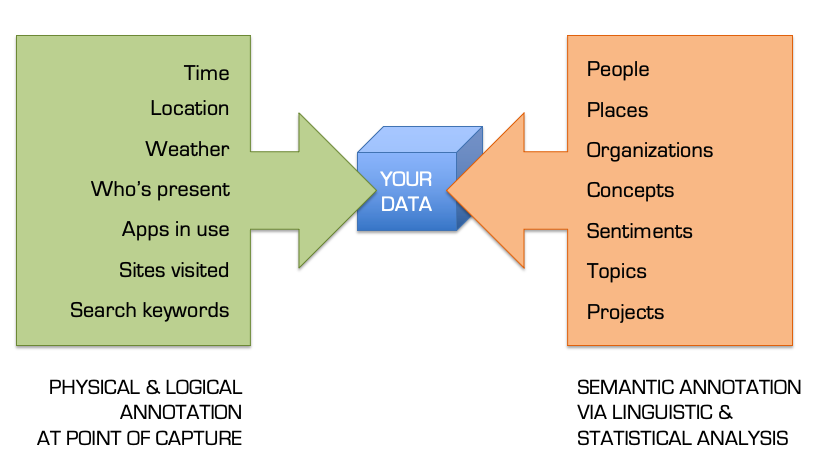 Time
Location
Weather
Who's present
Apps in use
Sites visited
Search keywords
YOUR
DATA
People
Places
Organizations
Concepts
Sentiments
Topics
Projects
PHYSICAL & LOGICAL
ANNOTATION
AT POINT OF CAPTURE
SEMANTIC ANNOTATION
VIA LINGUISTIC &
STATISTICAL ANALYSIS